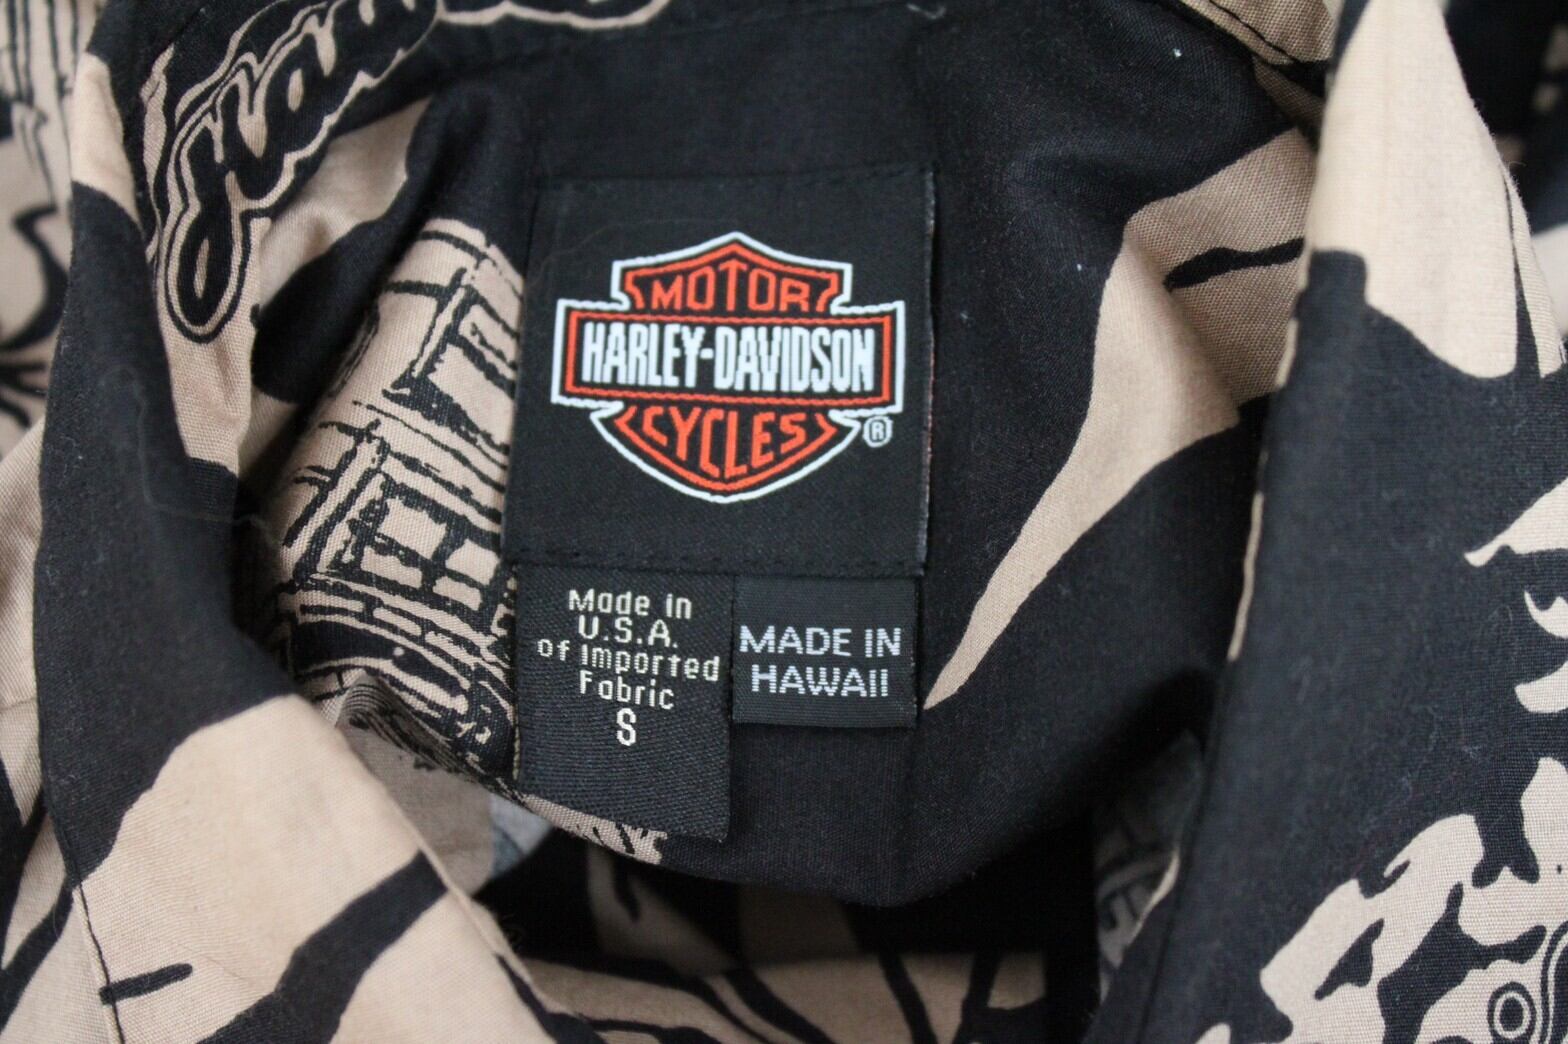 MOTOR
HARLEY-DAVIDSON
CYCLES
®
Made in
U.S.A.
of Imported
Fabric
S
MADE IN
HAWAII